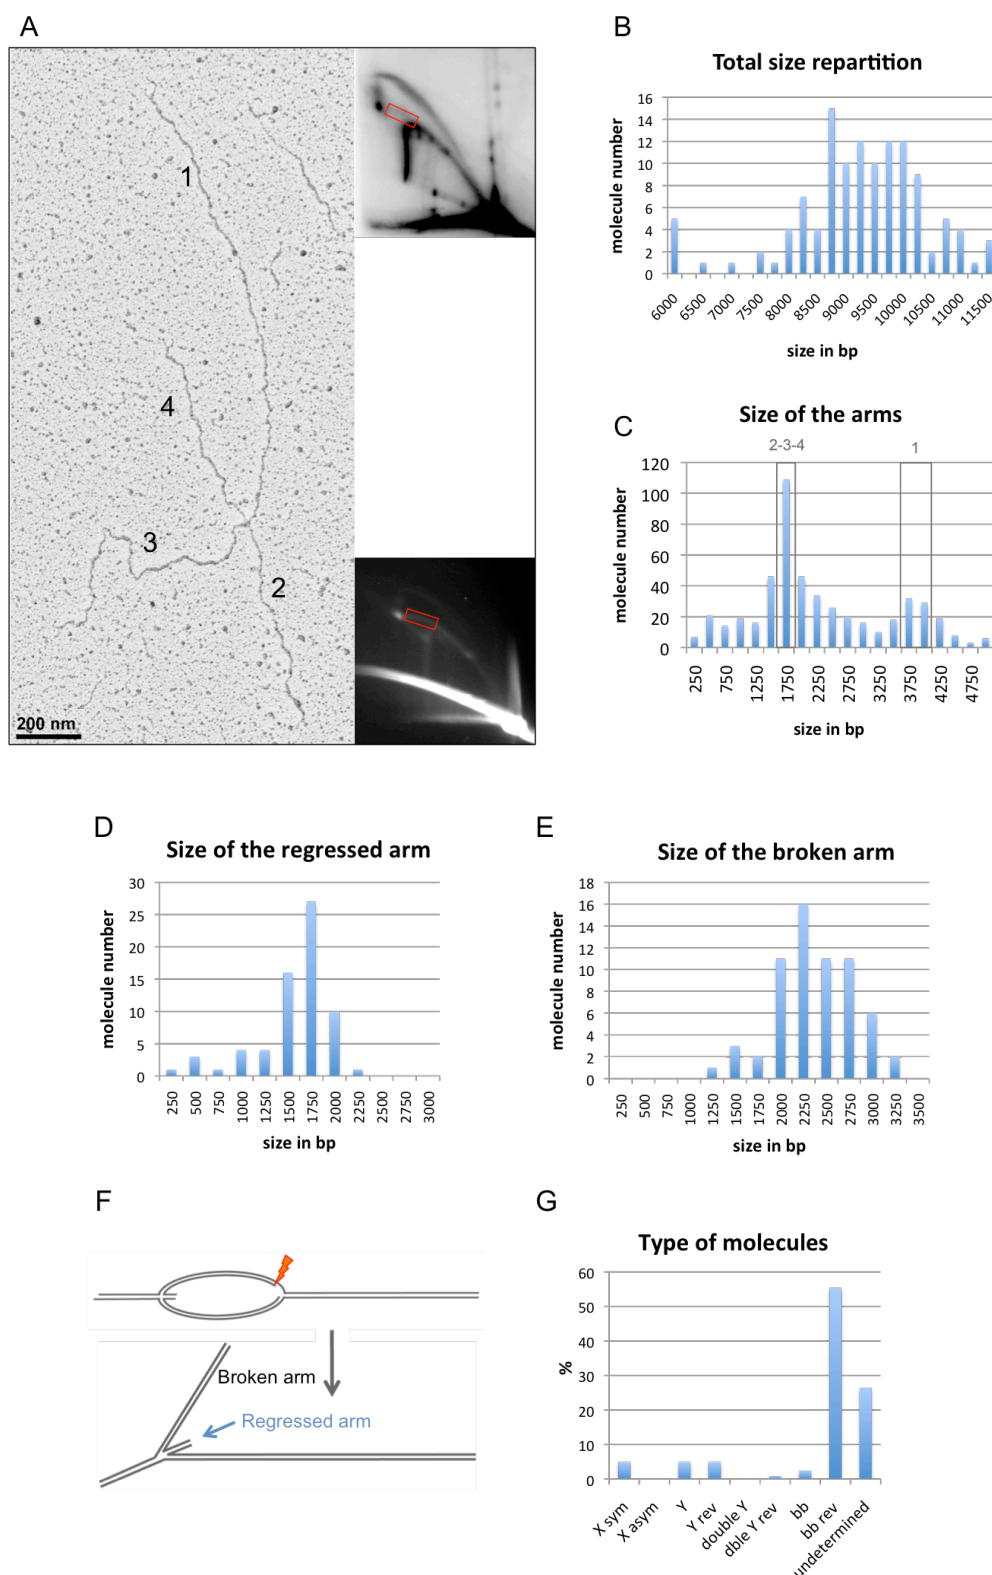 A
1
4
3
2
200 nm
B
Total size repartition
molecule number
16
14
12
10
8
6
4
2
0
6000
6500
7000
7500
8000
8500
9000
9500
10000
10500
11000
11500
size in bp
C
Size of the arms
2-3-4
1
molecule number
120
100
80
60
40
20
0
250
750
1250
1750
2250
2750
3250
3750
4250
4750
size in bp
D
Size of the regressed arm
molecule number
30
25
20
15
10
5
0
250
500
750
1000
1250
1500
1750
2000
2250
2500
2750
3000
size in bp
E
Size of the broken arm
molecule number
18
16
14
12
10
8
6
4
2
0
250
500
750
1000
1250
1500
1750
2000
2250
2500
2750
3000
3250
3500
size in bp
F
Broken arm
Regressed arm
G
Type of molecules
%
60
50
40
30
20
10
0
X sym
X asym
Y
Y rev
double Y
dble Y rev
bb
bb rev
undetermined